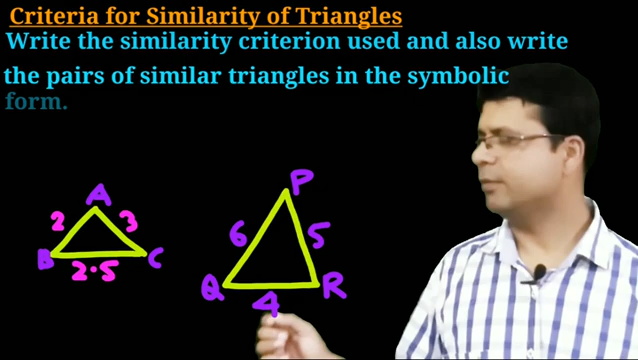 Criteria for Similarity of Triangles
Write the similarity criterion used and also write
the pairs of similar triangles in the symbolic
form.
A
2
3
B
C
2.5
P
6
5
Q
R
4